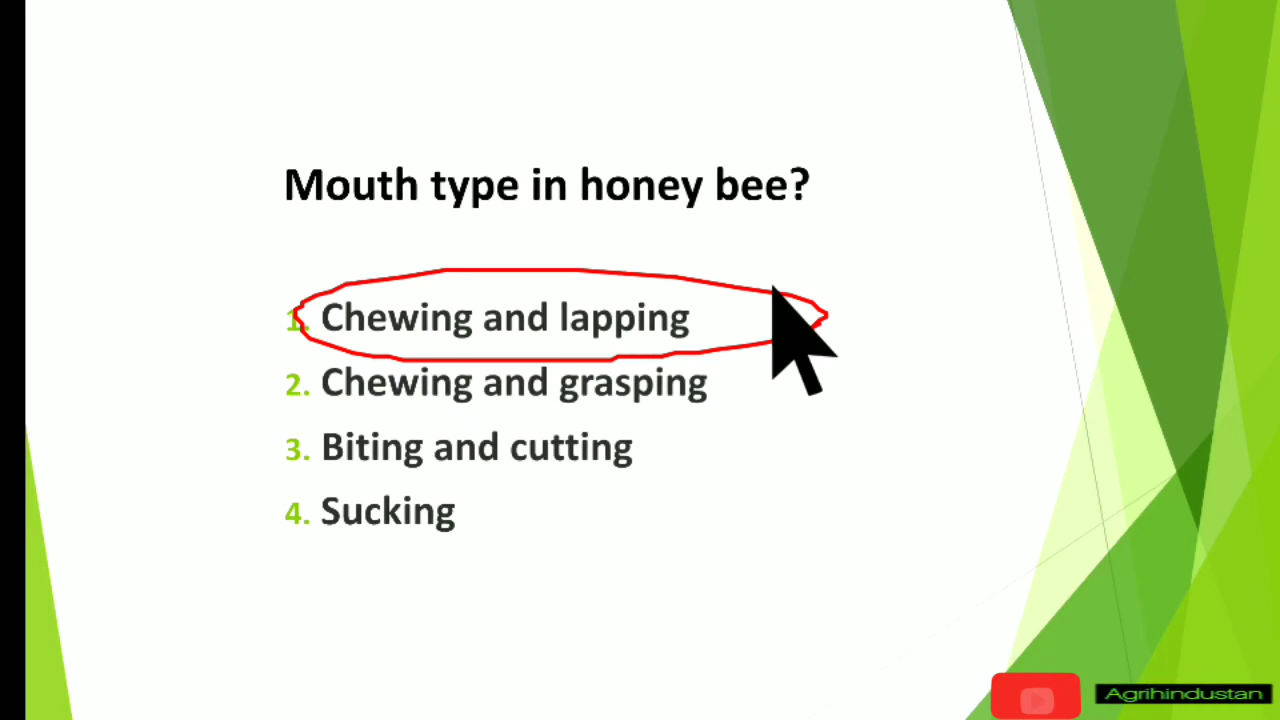 Mouth type in honey bee?
1. Chewing and lapping
2. Chewing and grasping
3. Biting and cutting
4. Sucking
Agrihindustan